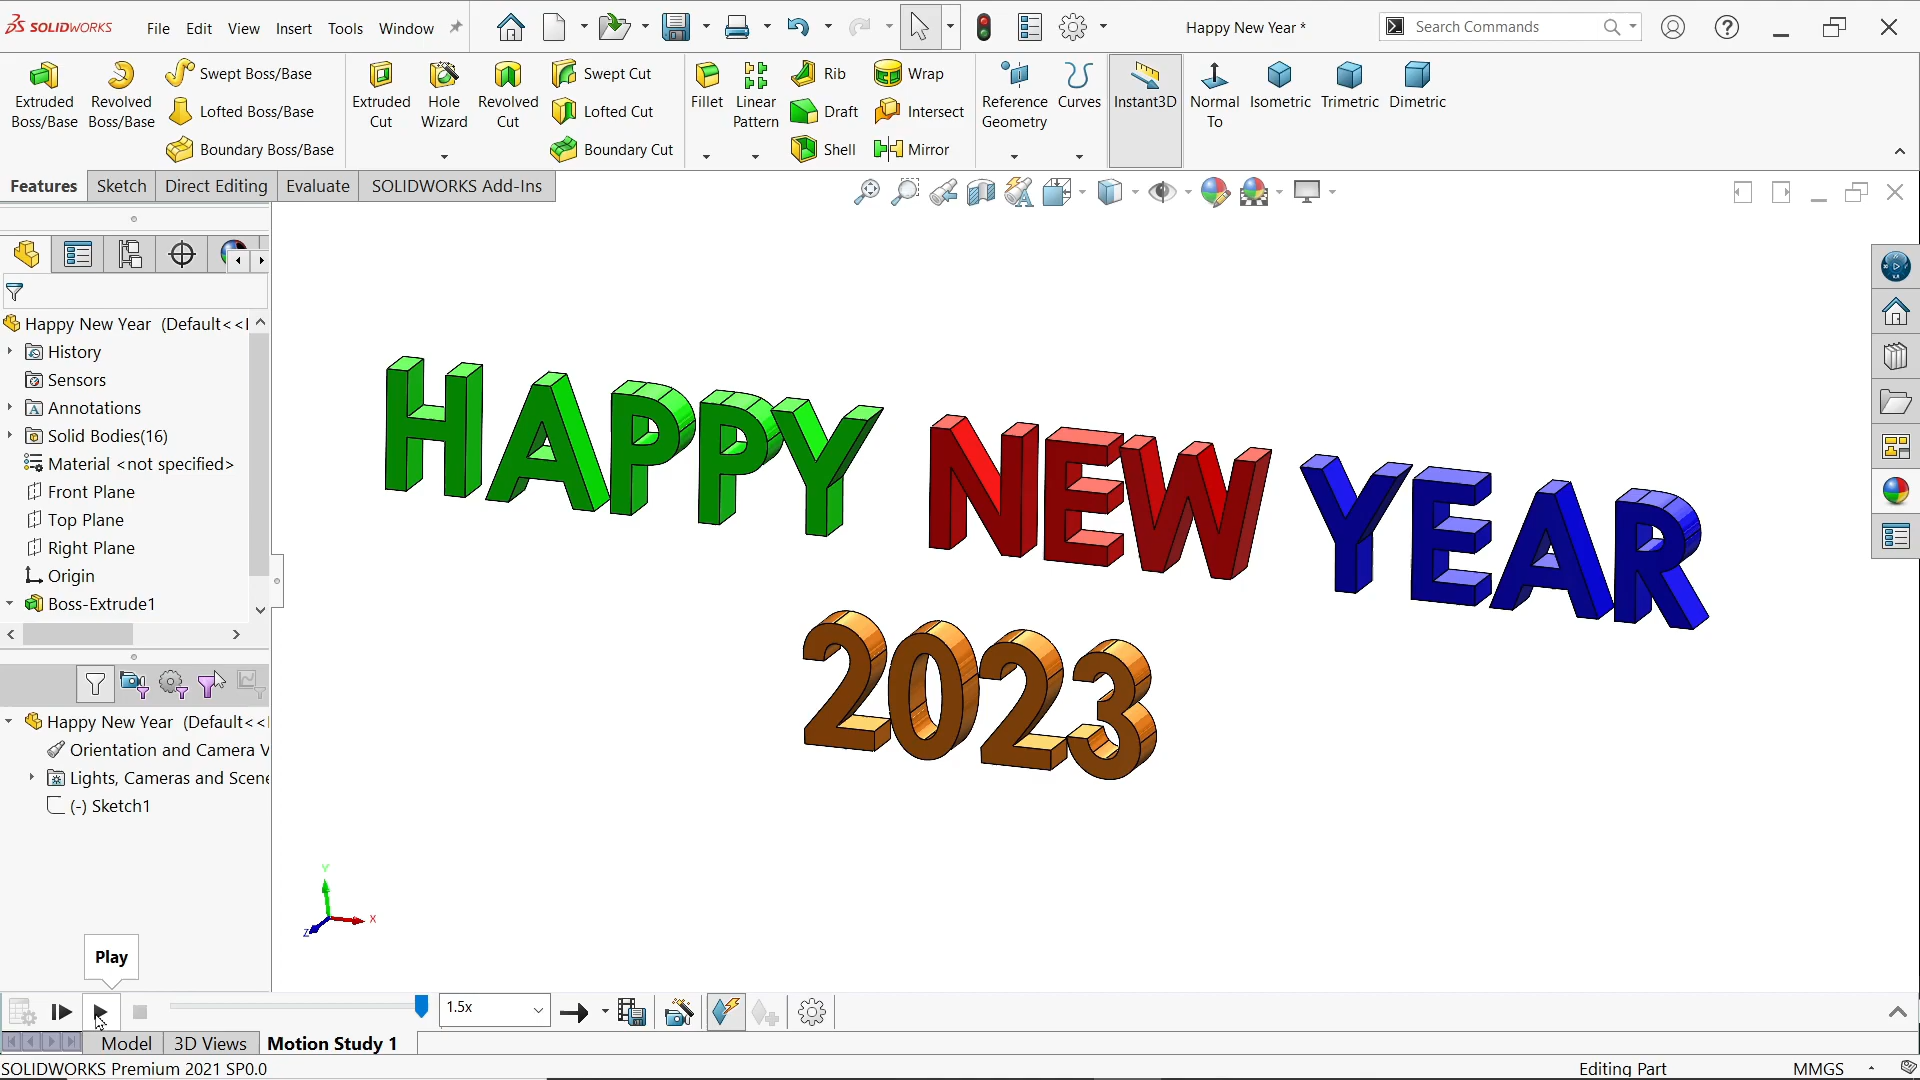 SOLIDWORKS File Edit View Insert Tools Window Happy New Year * Search Commands
Extruded Boss/Base
Revolved Boss/Base
Swept Boss/Base
Lofted Boss/Base
Boundary Boss/Base
Extruded Cut
Hole Wizard
Revolved Cut
Swept Cut
Lofted Cut
Boundary Cut
Fillet
Linear Pattern
Rib
Draft
Shell
Wrap
Intersect
Mirror
Reference Geometry
Curves
Instant3D
Normal To
Isometric
Trimetric
Dimetric
Features Sketch Direct Editing Evaluate SOLIDWORKS Add-Ins
Happy New Year (Default<<
History
Sensors
Annotations
Solid Bodies(16)
Material <not specified>
Front Plane
Top Plane
Right Plane
Origin
Boss-Extrude1
Happy New Year (Default<<
Orientation and Camera V
Lights, Cameras and Scene
(-) Sketch1
HAPPY NEW YEAR
2023
Y
X
Z
Play
1.5x
Model 3D Views Motion Study 1
SOLIDWORKS Premium 2021 SP0.0 Editing Part MMGS